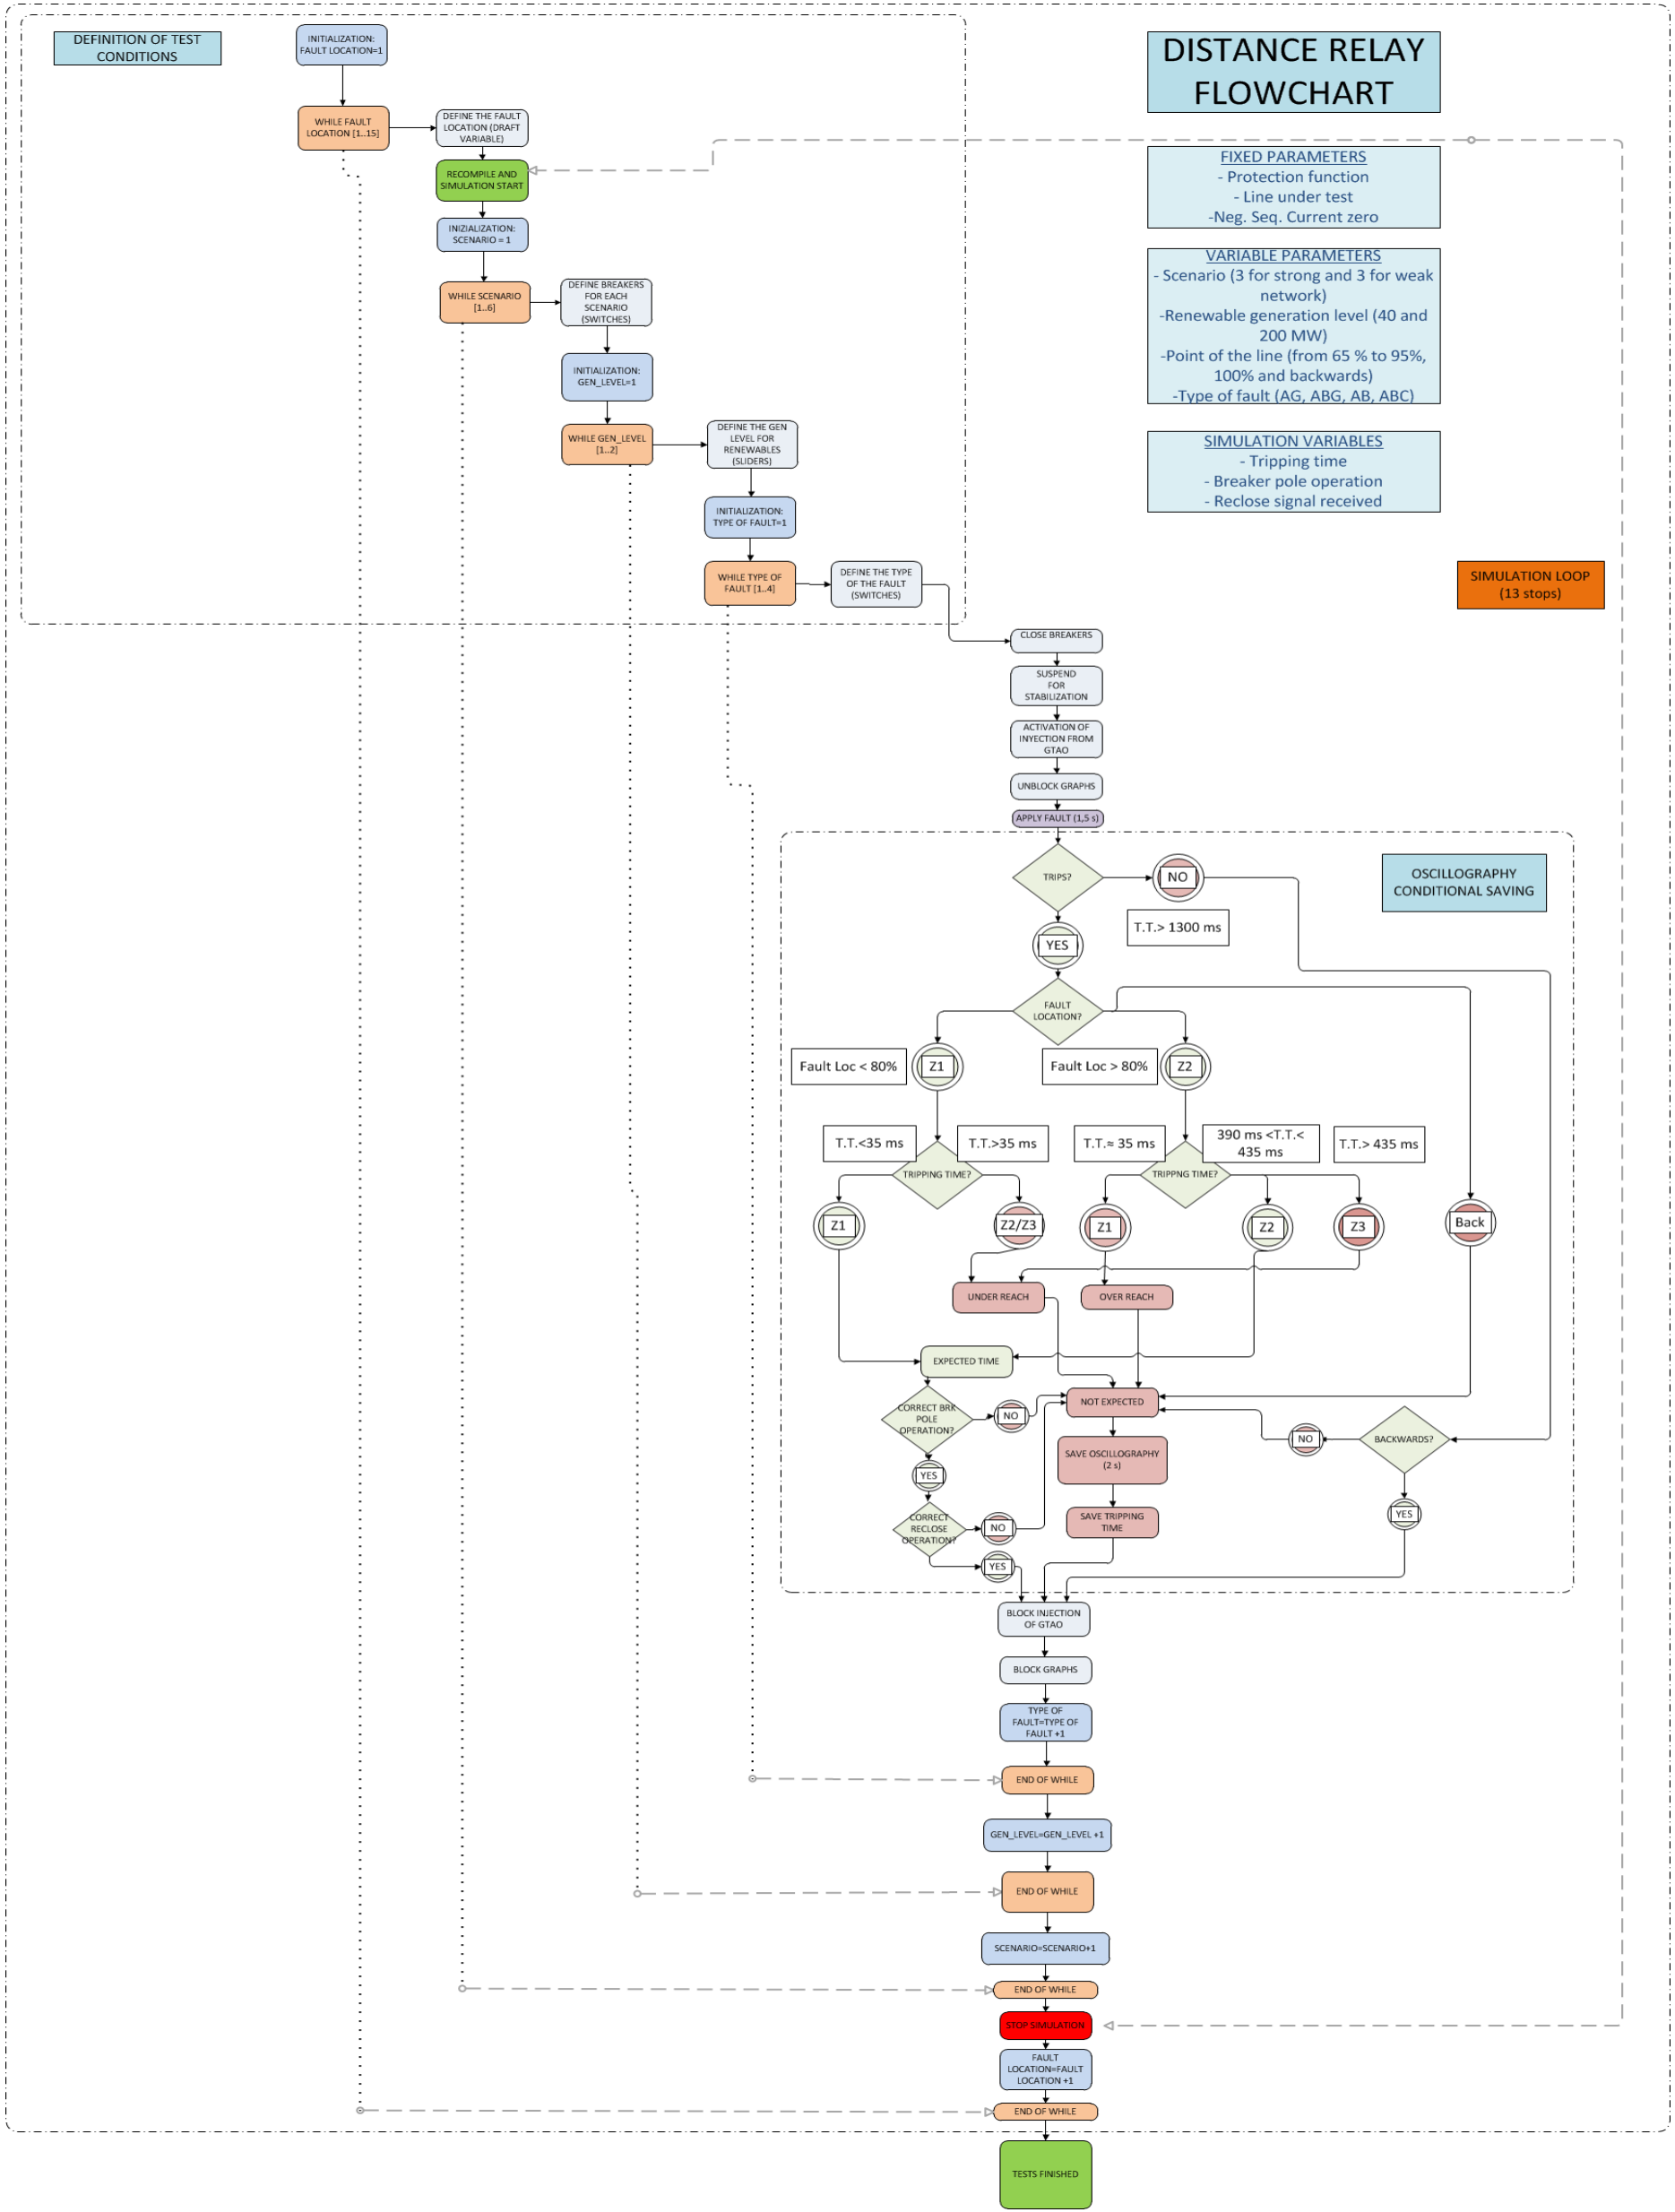 DEFINITION OF TEST
CONDITIONS
INITIALIZATION:
FAULT LOCATION=1
WHILE FAULT
LOCATION [1..15]
DEFINE THE FAULT
LOCATION (DRAFT
VARIABLE)
RECOMPILE AND
SIMULATION START
INIZIALIZATION:
SCENARIO = 1
WHILE SCENARIO
[1..6]
DEFINE BREAKERS
FOR EACH
SCENARIO
(SWITCHES)
INITIALIZATION:
GEN_LEVEL=1
WHILE GEN_LEVEL
[1..2]
DEFINE THE GEN
LEVEL FOR
RENEWABLES
(SLIDERS)
INITIALIZATION:
TYPE OF FAULT=1
WHILE TYPE OF
FAULT [1..4]
DEFINE THE TYPE
OF THE FAULT
(SWITCHES)
DISTANCE RELAY
FLOWCHART
FIXED PARAMETERS
- Protection function
- Line under test
-Neg. Seq. Current zero
VARIABLE PARAMETERS
- Scenario (3 for strong and 3 for weak
network)
-Renewable generation level (40 and
200 MW)
-Point of the line (from 65 % to 95%,
100% and backwards)
-Type of fault (AG, ABG, AB, ABC)
SIMULATION VARIABLES
- Tripping time
- Breaker pole operation
- Reclose signal received
SIMULATION LOOP
(13 stops)
CLOSE BREAKERS
SUSPEND
FOR
STABILIZATION
ACTIVATION OF
INYECTION FROM
GTAO
UNBLOCK GRAPHS
APPLY FAULT (1,5 s)
OSCILLOGRAPHY
CONDITIONAL SAVING
TRIPS?
NO
T.T.> 1300 ms
YES
FAULT
LOCATION?
Fault Loc < 80%
Z1
Fault Loc > 80%
Z2
T.T.<35 ms
T.T.>35 ms
T.T.≈ 35 ms
390 ms <T.T.<
435 ms
T.T.> 435 ms
TRIPPING TIME?
TRIPPNG TIME?
Z1
Z2/Z3
Z1
Z2
Z3
Back
UNDER REACH
OVER REACH
EXPECTED TIME
CORRECT BRK
POLE
OPERATION?
NO
NOT EXPECTED
BACKWARDS?
NO
SAVE OSCILLOGRAPHY
(2 s)
YES
YES
CORRECT
RECLOSE
OPERATION?
NO
SAVE TRIPPING
TIME
YES
BLOCK INJECTION
OF GTAO
BLOCK GRAPHS
TYPE OF
FAULT=TYPE OF
FAULT +1
END OF WHILE
GEN_LEVEL=GEN_LEVEL +1
END OF WHILE
SCENARIO=SCENARIO+1
END OF WHILE
STOP SIMULATION
FAULT
LOCATION=FAULT
LOCATION +1
END OF WHILE
TESTS FINISHED